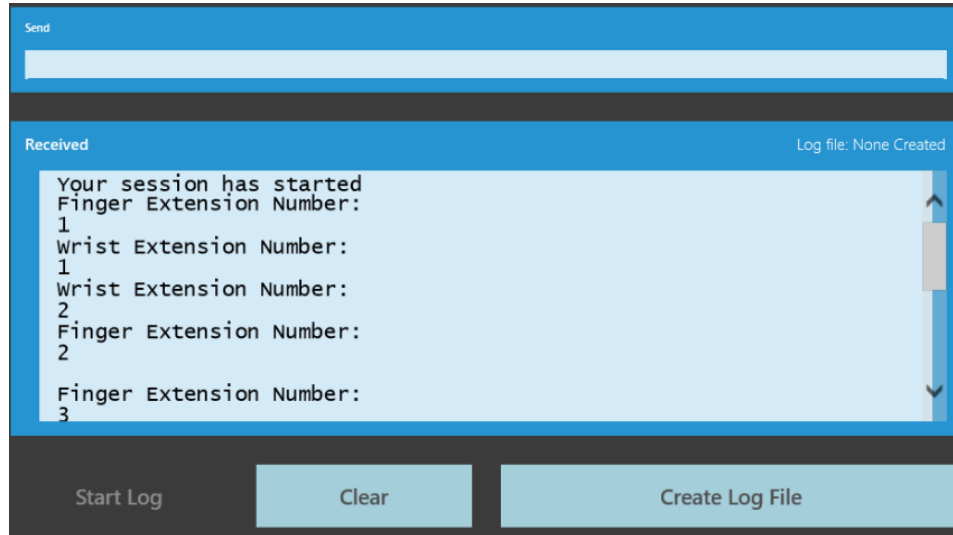 Send
Received
Log file: None Created
Your session has started
Finger Extension Number:
1
Wrist Extension Number:
1
Wrist Extension Number:
2
Finger Extension Number:
2
Finger Extension Number:
3
Start Log
Clear
Create Log File